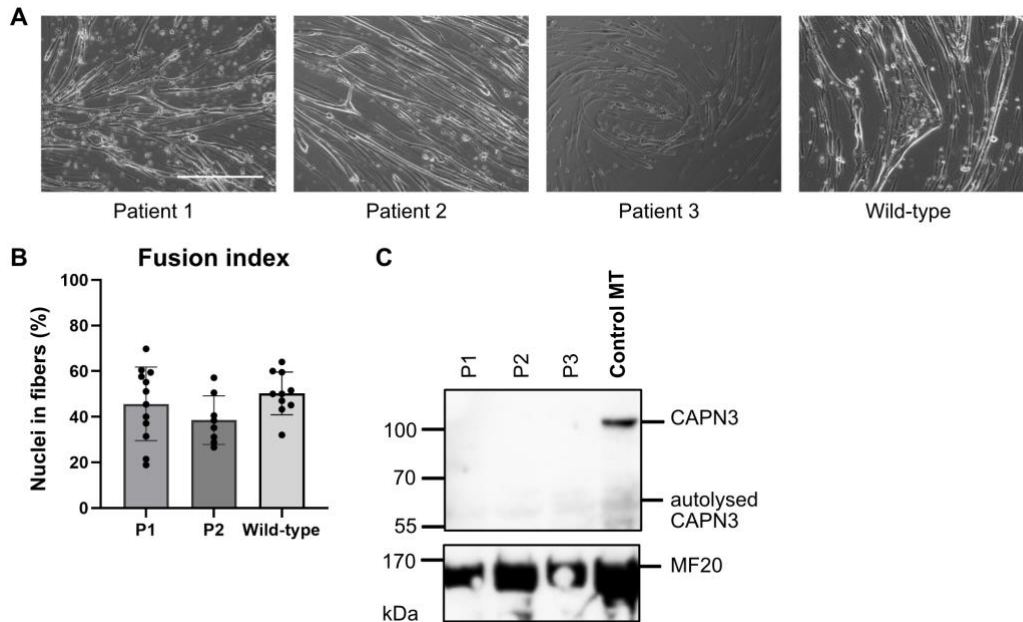 A
Patient 1
Patient 2
Patient 3
Wild-type
B
Fusion index
Nuclei in fibers (%)
100
80
60
40
20
0
P1
P2
Wild-type
C
P1
P2
P3
Control MT
100
70
55
CAPN3
autolysed
CAPN3
170
kDa
MF20